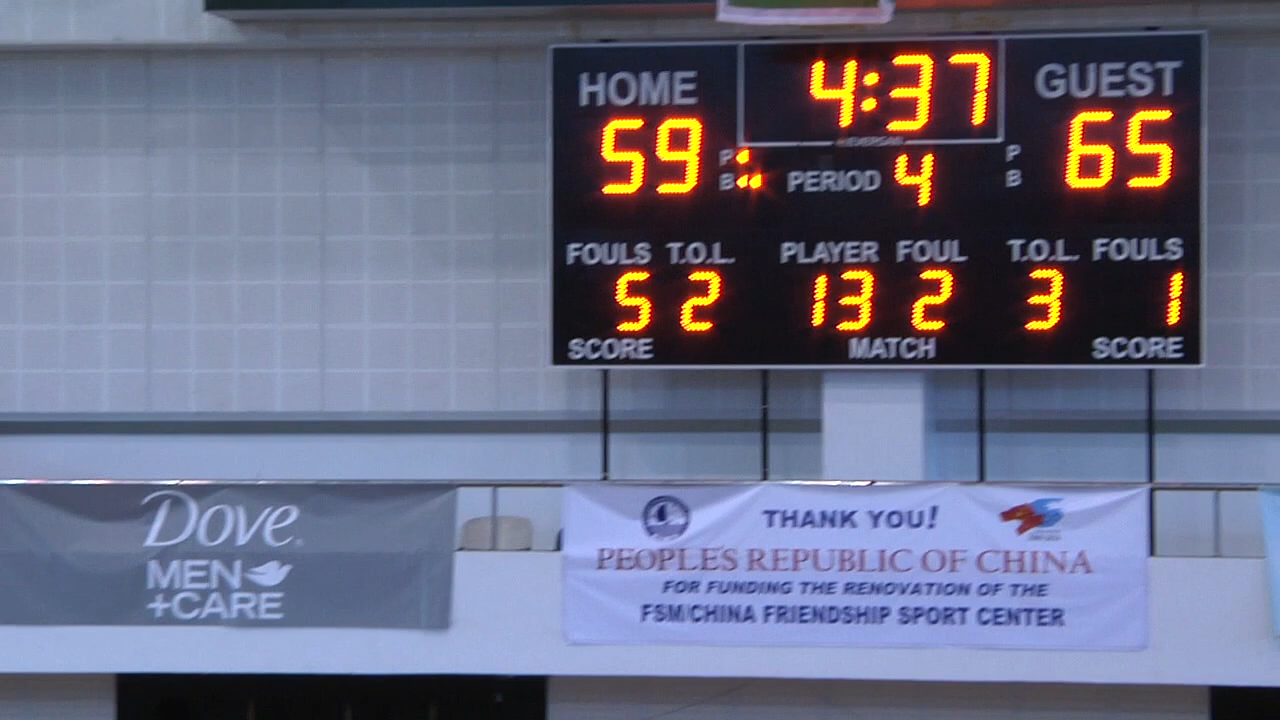 HOME 4:37 GUEST
59 65
P P
B PERIOD 4 B
FOULS T.O.L. PLAYER FOUL T.O.L. FOULS
5 2 13 2 3 1
SCORE MATCH SCORE
Dove
MEN
+CARE
THANK YOU!
PEOPLE'S REPUBLIC OF CHINA
FOR FUNDING THE RENOVATION OF THE
FSM/CHINA FRIENDSHIP SPORT CENTER